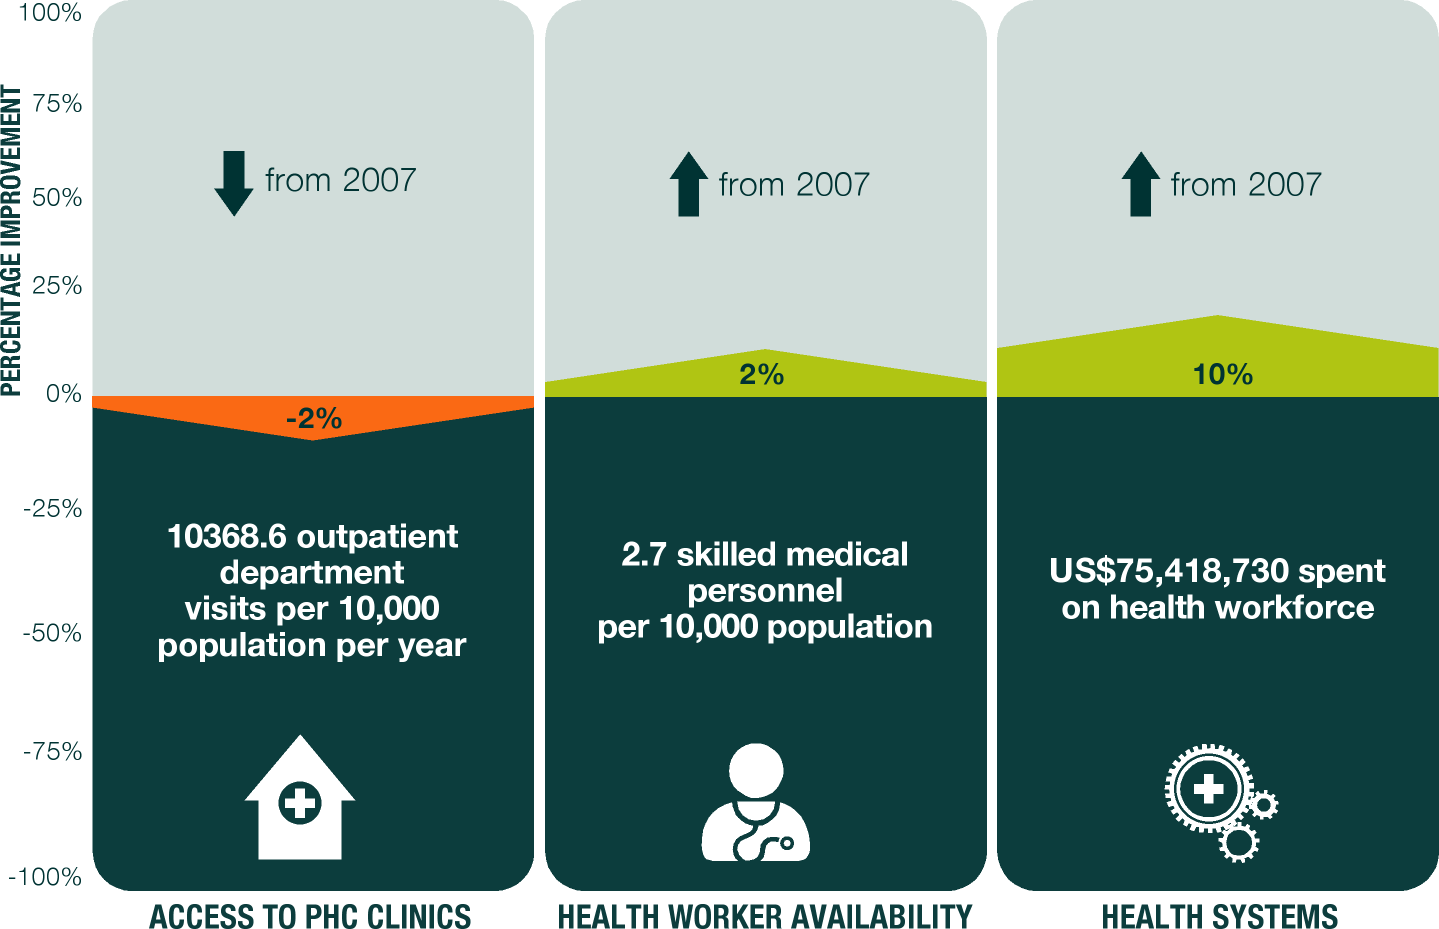 PERCENTAGE IMPROVEMENT
100%
75%
50%
25%
0%
-25%
-50%
-75%
-100%
from 2007
-2%
10368.6 outpatient
department
visits per 10,000
population per year
ACCESS TO PHC CLINICS
from 2007
2%
2.7 skilled medical
personnel
per 10,000 population
HEALTH WORKER AVAILABILITY
from 2007
10%
US$75,418,730 spent
on health workforce
HEALTH SYSTEMS